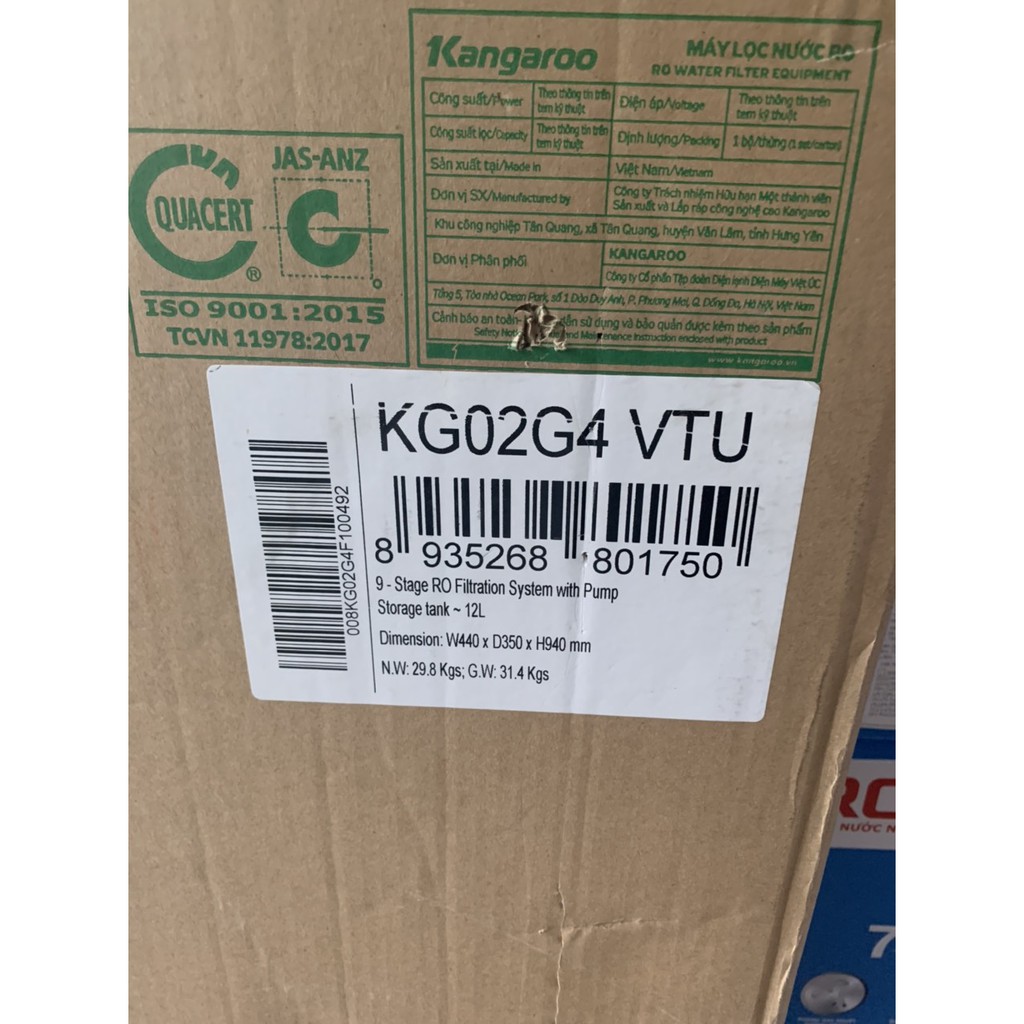 Kangaroo
MÁY LỌC NƯỚC RO
RO WATER FILTER EQUIPMENT
Công suất/Power
Theo thông tin trên tem kỹ thuật
Điện áp/Voltage
Theo thông tin trên tem kỹ thuật
Công suất lọc/Capacity
Theo thông tin trên tem kỹ thuật
Định lượng/Packing
1 bộ/thùng (1 set/carton)
Sản xuất tại/Made in
Việt Nam/Vietnam
Đơn vị SX/Manufactured by
Công ty Trách nhiệm Hữu hạn Một thành viên
Sản xuất và Lắp ráp công nghệ cao Kangaroo
Khu công nghiệp Tân Quang, xã Tân Quang, huyện Văn Lâm, tỉnh Hưng Yên
Đơn vị Phân phối
KANGAROO
Công ty Cổ phần Tập đoàn Điện lạnh Điện Máy Việt ÚC
Tầng 5, Tòa nhà Ocean Park, số 1 Đào Duy Anh, P. Phương Mai, Q. Đống Đa, Hà Nội, Việt Nam
Cảnh báo an toàn dẫn sử dụng và bảo quản được kèm theo sản phẩm
Safety instruction enclosed with product
www.kangaroo.vn
QUACERT
®
JAS-ANZ
ISO 9001:2015
TCVN 11978:2017
KG02G4 VTU
8 935268 801750
008KG02G4F100492
9 - Stage RO Filtration System with Pump
Storage tank ~ 12L
Dimension: W440 x D350 x H940 mm
N.W: 29.8 Kgs; G.W: 31.4 Kgs
NƯỚC
7